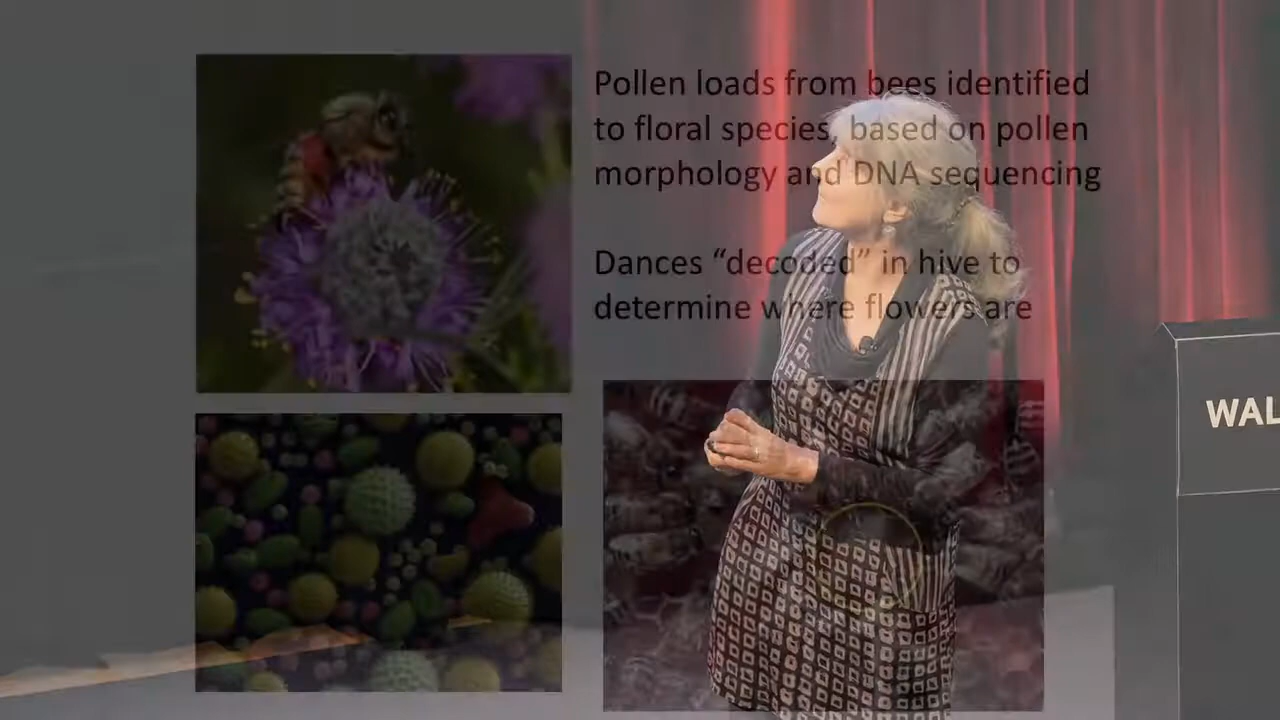 Pollen loads from bees identified
to floral species, based on pollen
morphology and DNA sequencing
Dances “decoded” in hive to
determine where flowers are
WAL